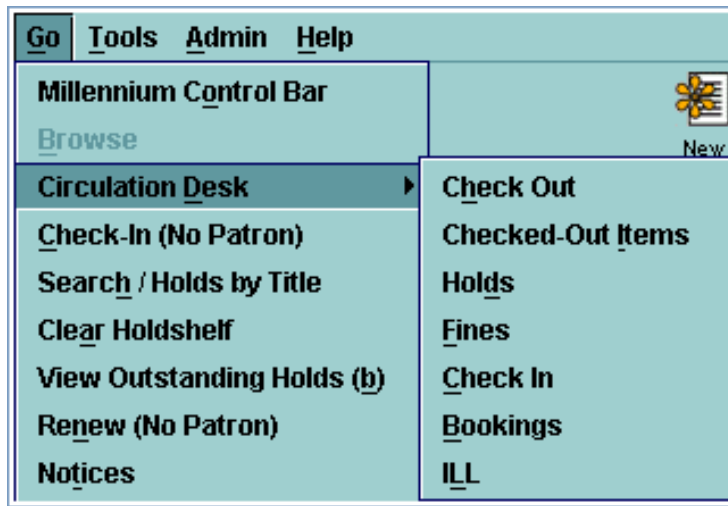 Go Tools Admin Help
Millennium Control Bar
Browse
New
Circulation Desk
Check-In (No Patron)
Search / Holds by Title
Clear Holdshelf
View Outstanding Holds (b)
Renew (No Patron)
Notices
Check Out
Checked-Out Items
Holds
Fines
Check In
Bookings
ILL